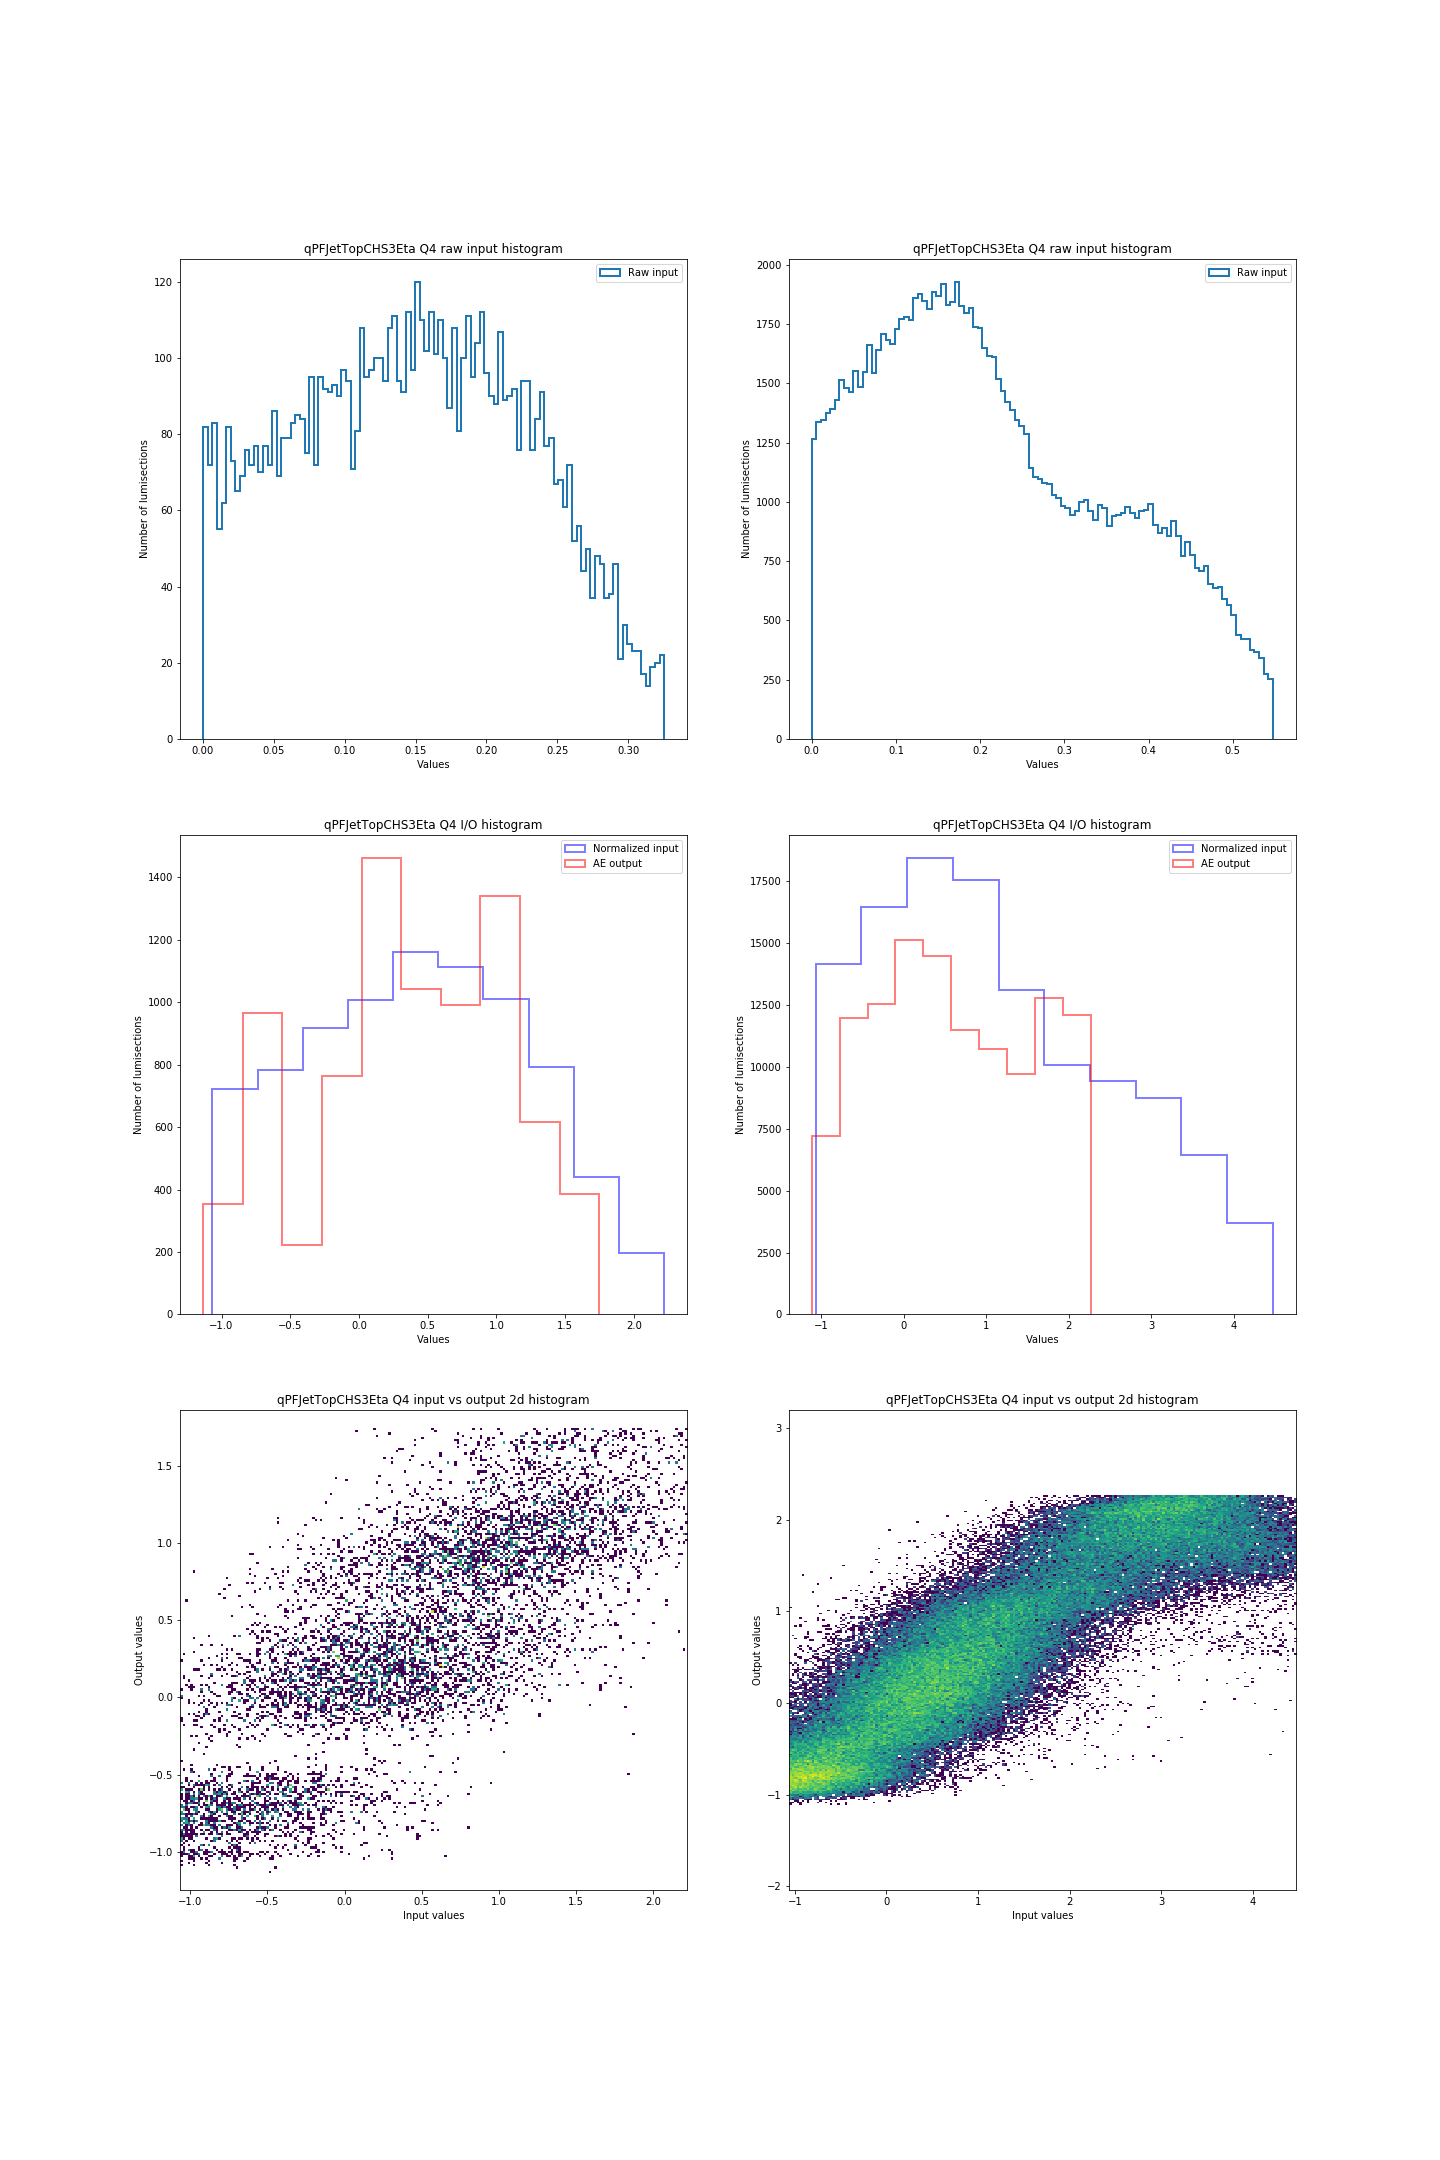 qPFJetTopCHS3Eta Q4 raw input histogram
Raw input
120
100
80
60
40
20
0
Number of lumisections
0.00 0.05 0.10 0.15 0.20 0.25 0.30
Values
qPFJetTopCHS3Eta Q4 raw input histogram
Raw input
2000
1750
1500
1250
1000
750
500
250
0
Number of lumisections
0.0 0.1 0.2 0.3 0.4 0.5
Values
qPFJetTopCHS3Eta Q4 I/O histogram
Normalized input
AE output
1400
1200
1000
800
600
400
200
0
Number of lumisections
−1.0 −0.5 0.0 0.5 1.0 1.5 2.0
Values
qPFJetTopCHS3Eta Q4 I/O histogram
Normalized input
AE output
17500
15000
12500
10000
7500
5000
2500
0
Number of lumisections
−1 0 1 2 3 4
Values
qPFJetTopCHS3Eta Q4 input vs output 2d histogram
1.5
1.0
0.5
0.0
−0.5
−1.0
Output values
−1.0 −0.5 0.0 0.5 1.0 1.5 2.0
Input values
qPFJetTopCHS3Eta Q4 input vs output 2d histogram
3
2
1
0
−1
−2
Output values
−1 0 1 2 3 4
Input values